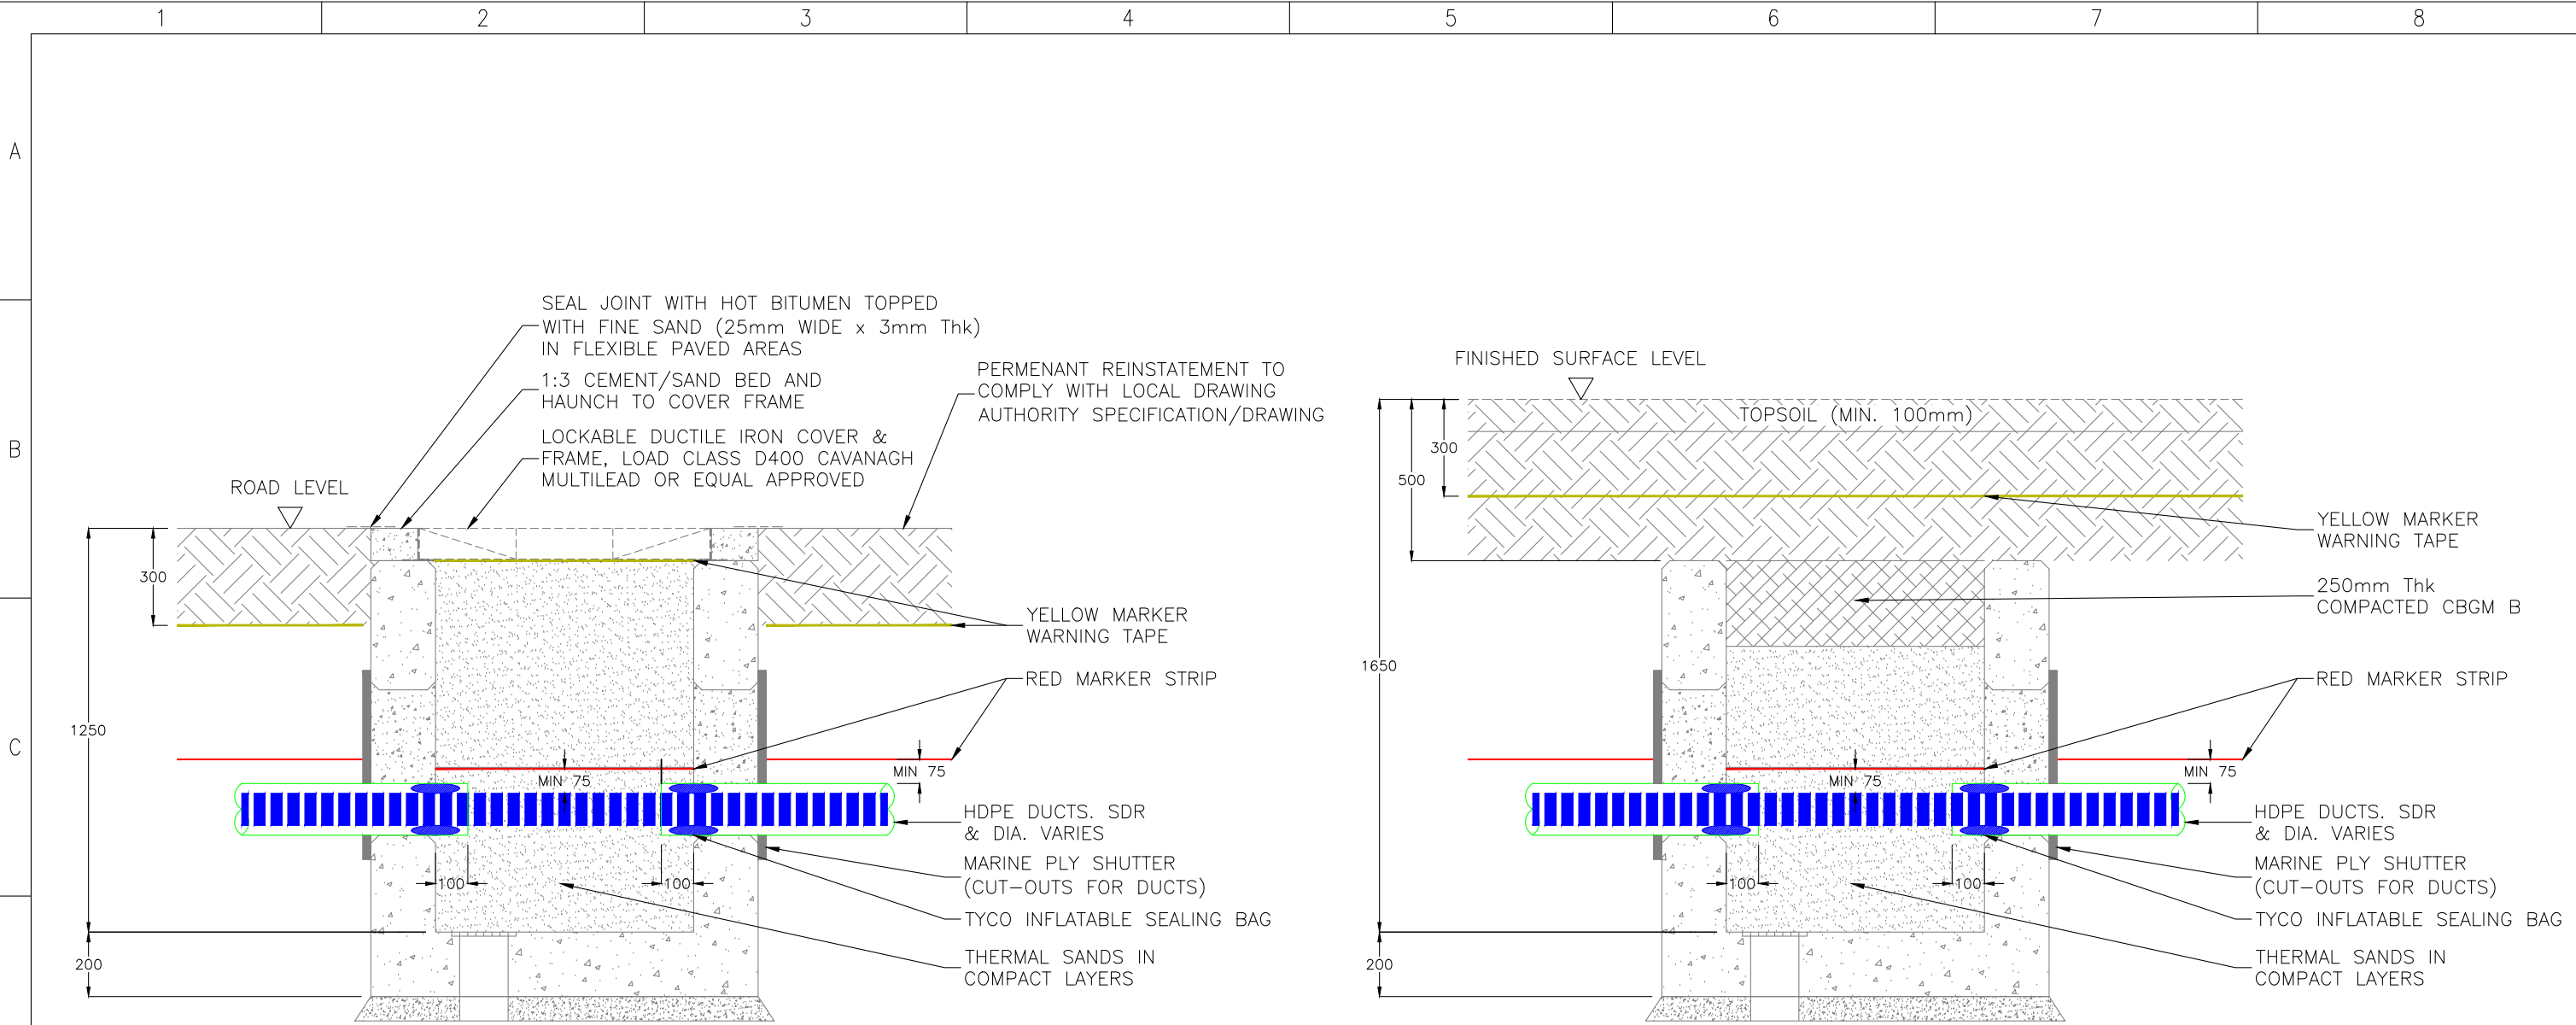 1 2 3 4 5 6 7 8
A
B
C
SEAL JOINT WITH HOT BITUMEN TOPPED
WITH FINE SAND (25mm WIDE x 3mm Thk)
IN FLEXIBLE PAVED AREAS
1:3 CEMENT/SAND BED AND
HAUNCH TO COVER FRAME
LOCKABLE DUCTILE IRON COVER &
FRAME, LOAD CLASS D400 CAVANAGH
MULTILEAD OR EQUAL APPROVED
PERMENANT REINSTATEMENT TO
COMPLY WITH LOCAL DRAWING
AUTHORITY SPECIFICATION/DRAWING
ROAD LEVEL
300
1250
200
YELLOW MARKER
WARNING TAPE
RED MARKER STRIP
MIN 75
MIN 75
100
100
HDPE DUCTS. SDR
& DIA. VARIES
MARINE PLY SHUTTER
(CUT-OUTS FOR DUCTS)
TYCO INFLATABLE SEALING BAG
THERMAL SANDS IN
COMPACT LAYERS
FINISHED SURFACE LEVEL
TOPSOIL (MIN. 100mm)
300
500
1650
200
YELLOW MARKER
WARNING TAPE
250mm Thk
COMPACTED CBGM B
RED MARKER STRIP
MIN 75
MIN 75
100
100
HDPE DUCTS. SDR
& DIA. VARIES
MARINE PLY SHUTTER
(CUT-OUTS FOR DUCTS)
TYCO INFLATABLE SEALING BAG
THERMAL SANDS IN
COMPACT LAYERS